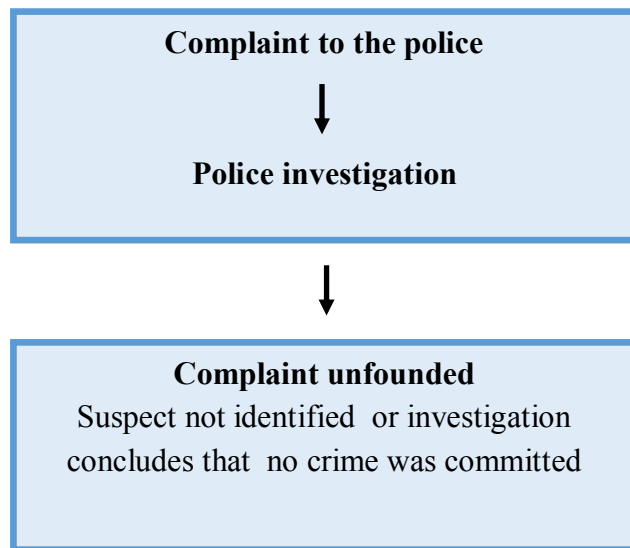 Complaint to the police
Police investigation
Complaint unfounded
Suspect not identified or investigation
concludes that no crime was committed